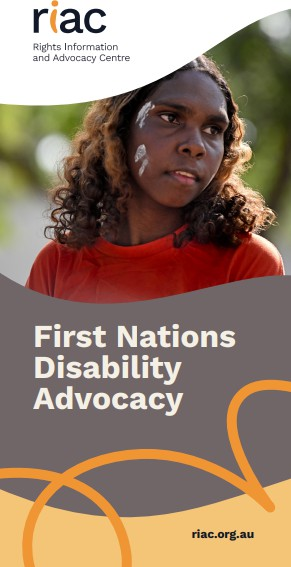 riac
Rights Information
and Advocacy Centre
First Nations
Disability
Advocacy
riac.org.au